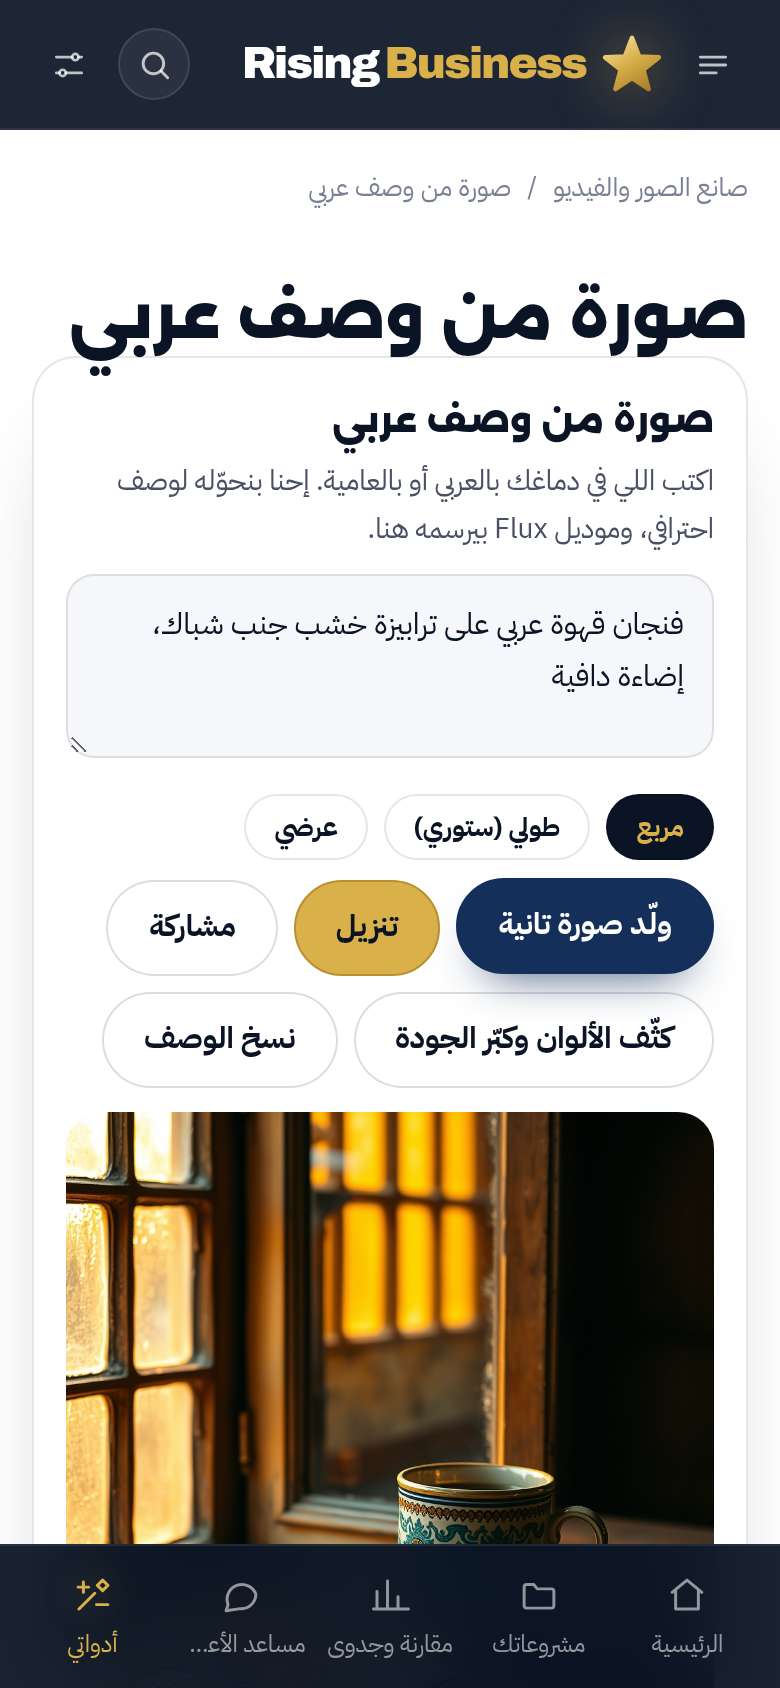 Rising Business
صانع الصور والفيديو / صورة من وصف عربي
صورة من وصف عربي
صورة من وصف عربي
اكتب اللي في دماغك بالعربي أو بالعامية. إحنا بنحوّله لوصف
احترافي، وموديل Flux بيرسمه هنا.
فنجان قهوة عربي على ترابيزة خشب جنب شباك،
إضاءة دافية
مربع
طولي (ستوري)
عرضي
ولّد صورة تانية
تنزيل
مشاركة
كثّف الألوان وكبّر الجودة
نسخ الوصف
الرئيسية
مشروعاتك
مقارنة وجدوى
مساعد الأعـ...
أدواتي